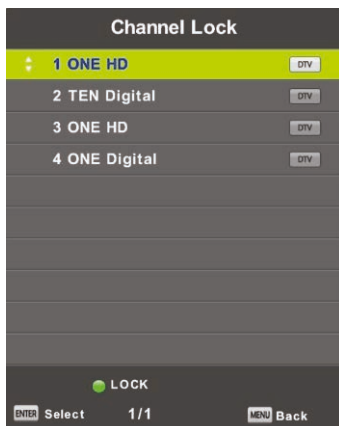 Channel Lock
1 ONE HD DTV
2 TEN Digital DTV
3 ONE HD DTV
4 ONE Digital DTV
LOCK
ENTER Select 1/1 MENU Back